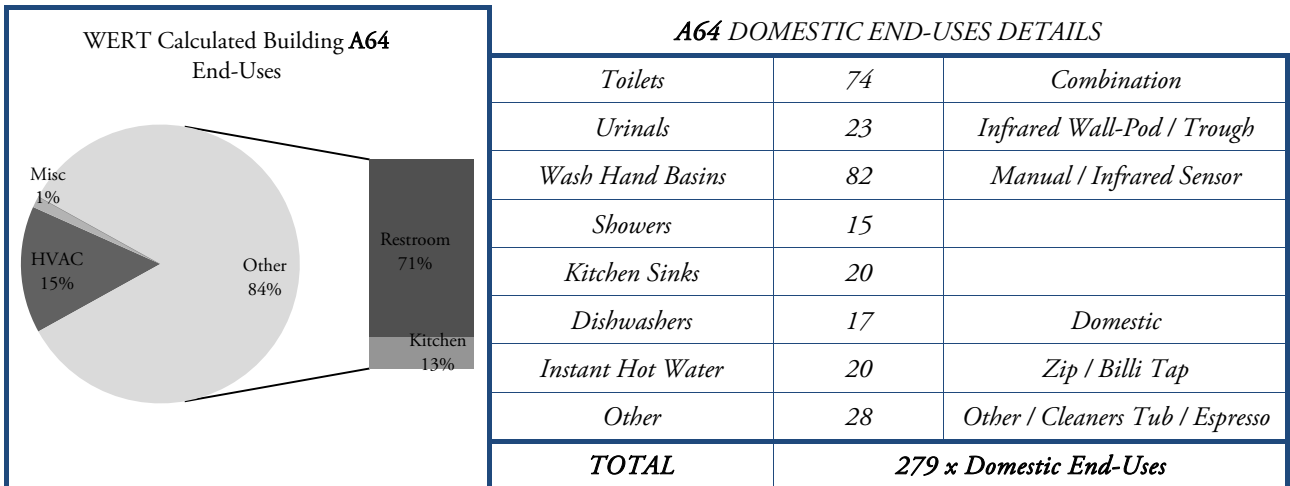 WERT Calculated Building A64
End-Uses
Misc
1%
HVAC
15%
Other
84%
Restroom
71%
Kitchen
13%
A64 DOMESTIC END-USES DETAILS
Toilets 74 Combination
Urinals 23 Infrared Wall-Pod / Trough
Wash Hand Basins 82 Manual / Infrared Sensor
Showers 15
Kitchen Sinks 20
Dishwashers 17 Domestic
Instant Hot Water 20 Zip / Billi Tap
Other 28 Other / Cleaners Tub / Espresso
TOTAL 279 x Domestic End-Uses